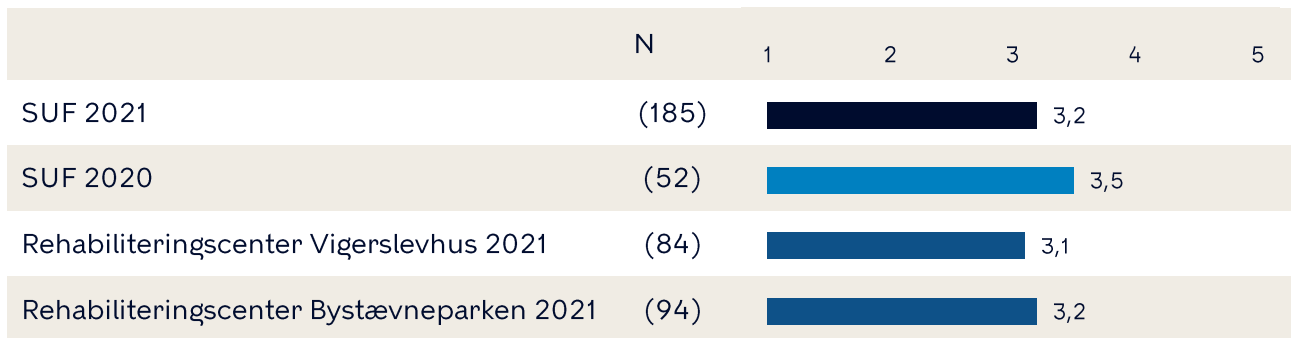 N 1 2 3 4 5
SUF 2021 (185) 3,2
SUF 2020 (52) 3,5
Rehabiliteringscenter Vigerslevhus 2021 (84) 3,1
Rehabiliteringscenter Bystævneparken 2021 (94) 3,2